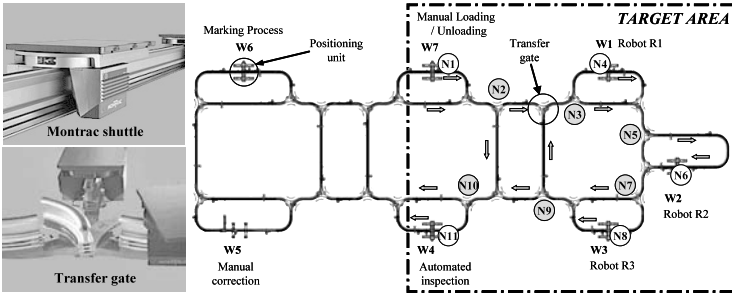 Montrac shuttle
Transfer gate
Marking Process
W6
Positioning
unit
Manual Loading
/ Unloading
W7
N1
N2
Transfer
gate
TARGET AREA
W1 Robot R1
N4
N3
N5
N6
W2
Robot R2
N7
N10
N9
W5
Manual
correction
W4
N11
Automated
inspection
W3
N8
Robot R3